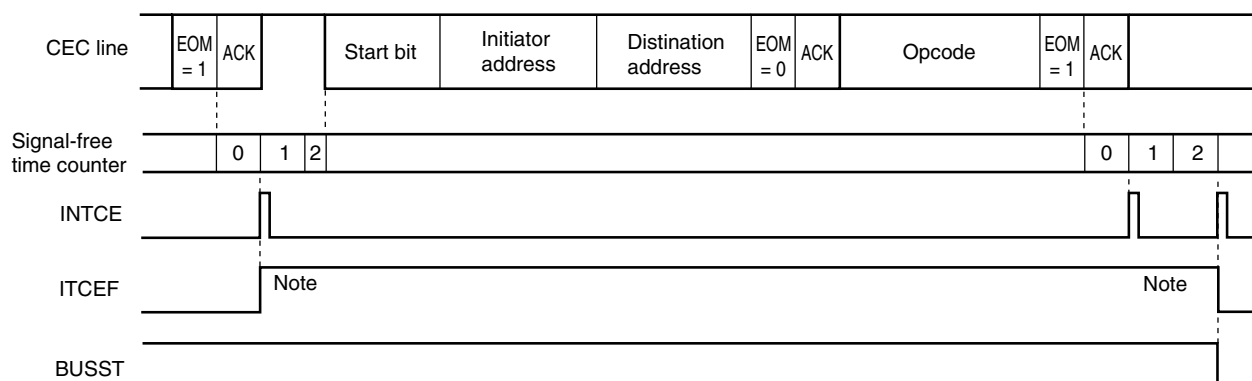 CEC line
EOM
= 1
ACK
Start bit
Initiator
address
Distination
address
EOM
= 0
ACK
Opcode
EOM
= 1
ACK
Signal-free
time counter
0
1
2
0
1
2
INTCE
ITCEF
Note
Note
BUSST